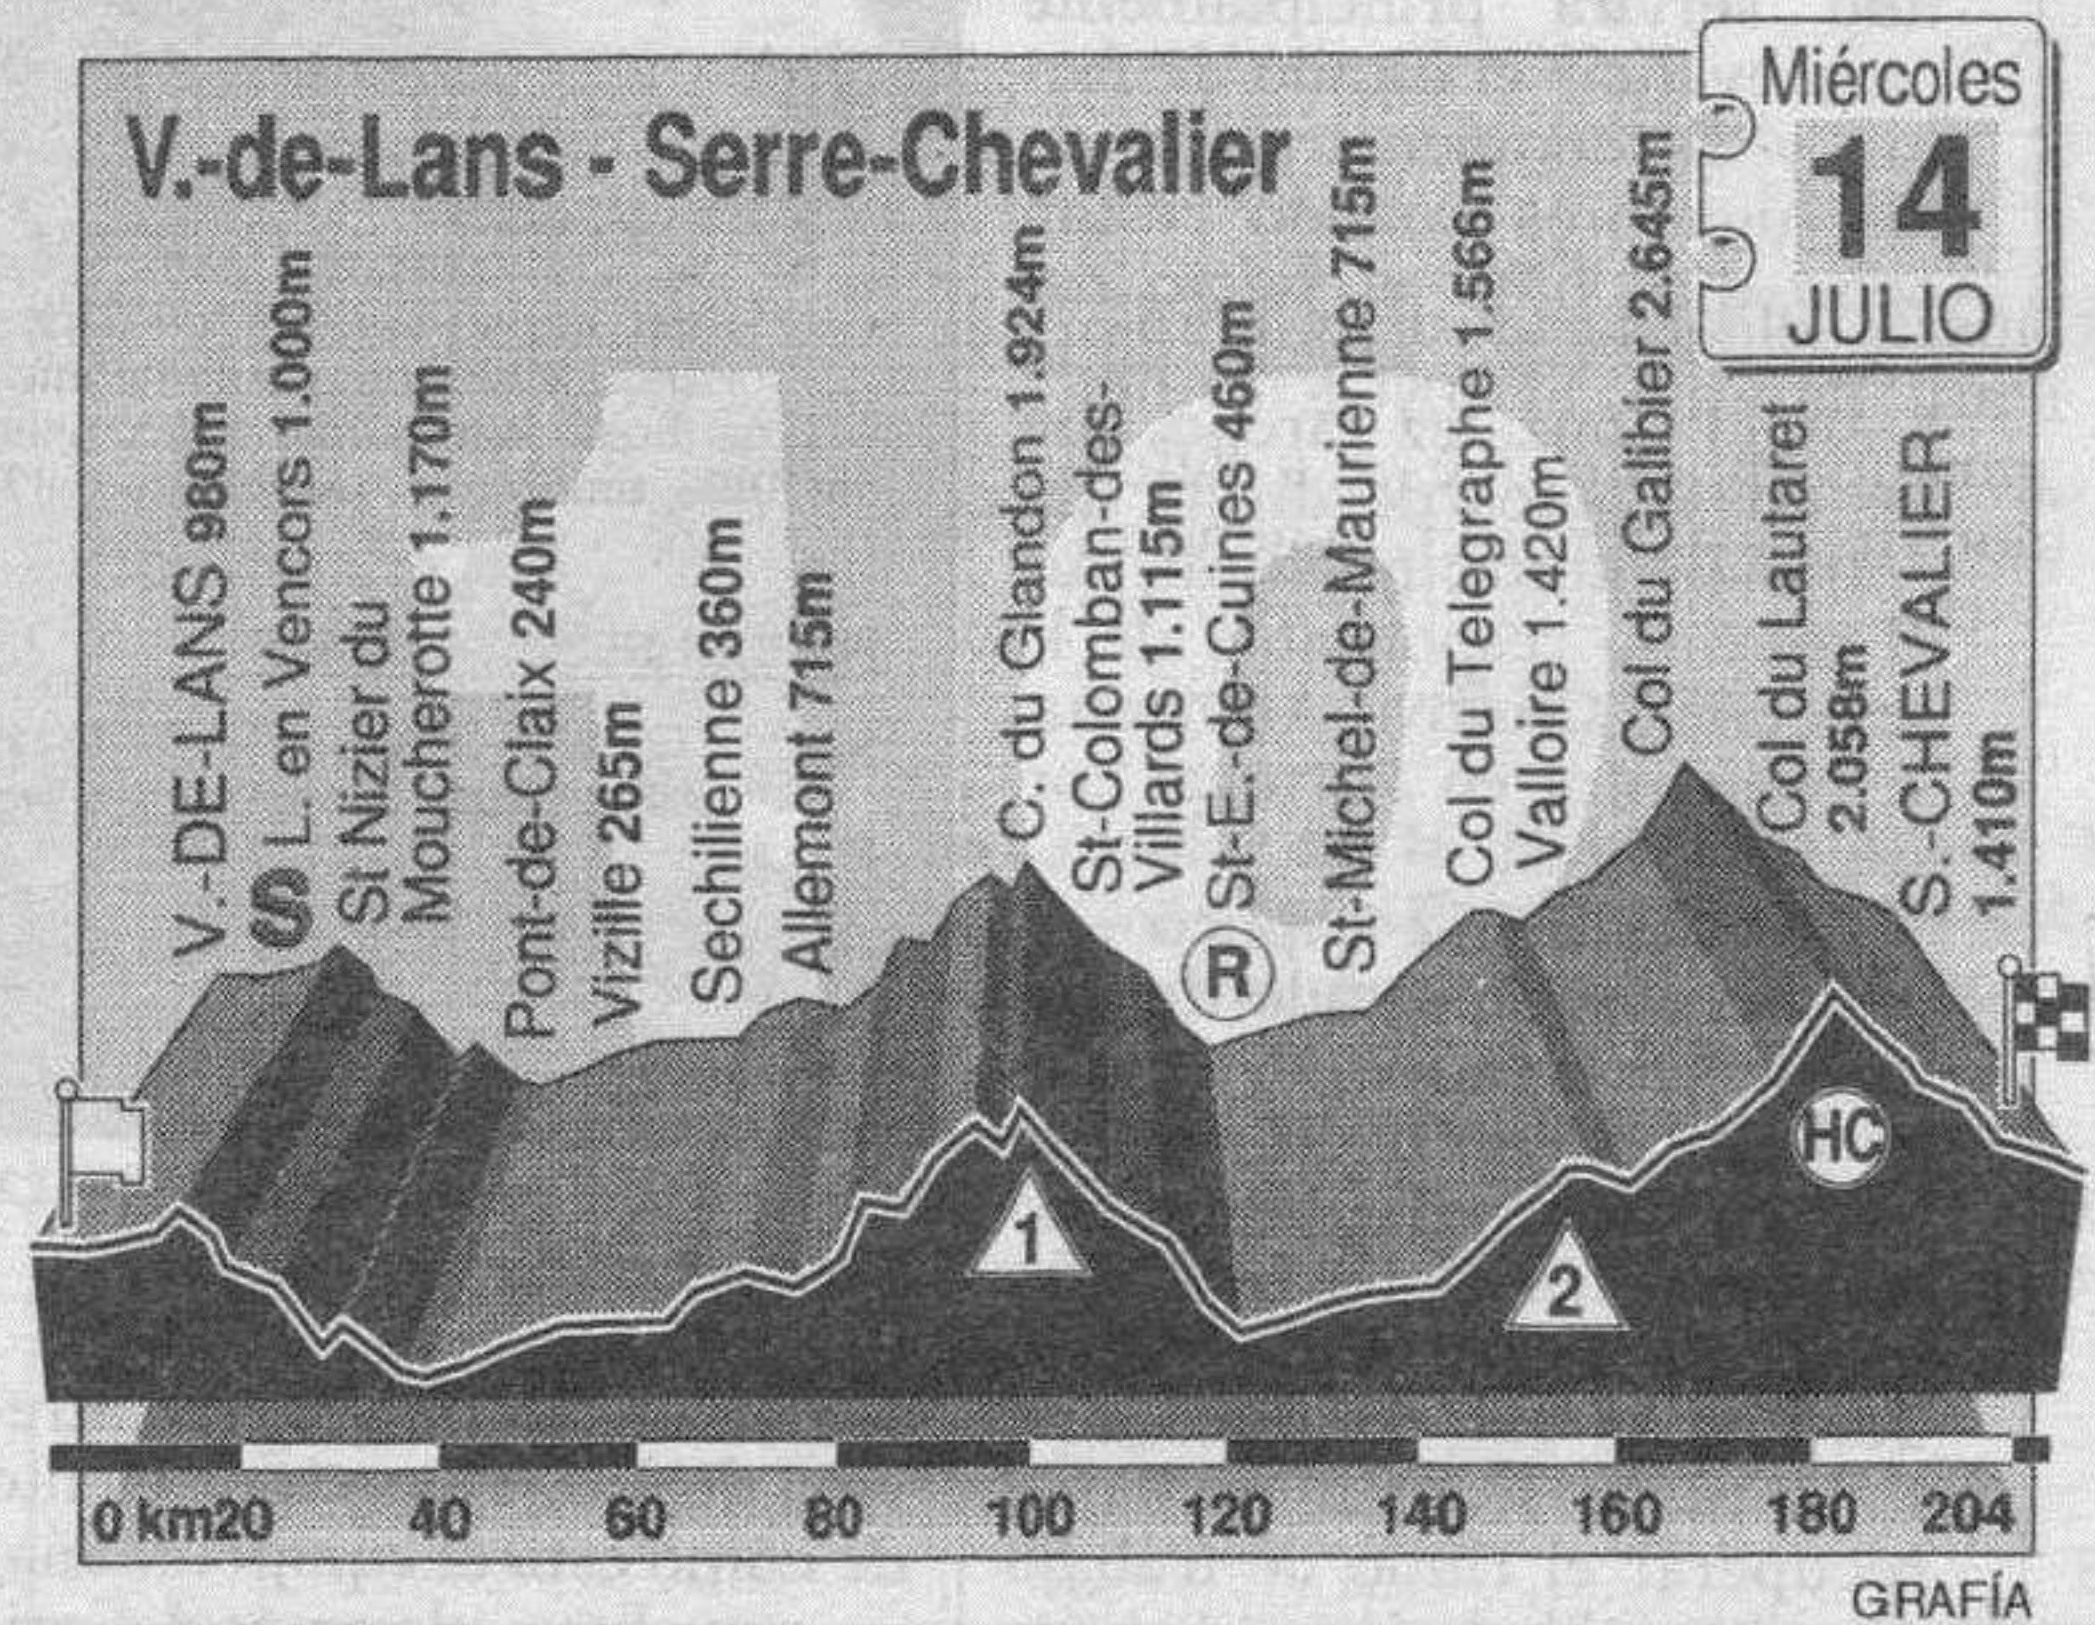 Miércoles
14
JULIO
V.-de-Lans - Serre-Chevalier
V.-DE-LANS 980m
S L. en Vencors 1.000m
St Nizier du
Moucherotte 1.170m
Pont-de-Claix 240m
Vizille 265m
Sechilienne 360m
Allemont 715m
C. du Glandon 1.924m
St-Colomban-des-
Villards 1.115m
R St-E.-de-Cuines 460m
St-Michel-de-Maurienne 715m
Col du Telegraphe 1.566m
Valloire 1.420m
Col du Galibier 2.645m
Col du Lautaret
2.058m
S.-CHEVALIER
1.410m
1
2
HC
0 km 20 40 60 80 100 120 140 160 180 204
GRAFÍA